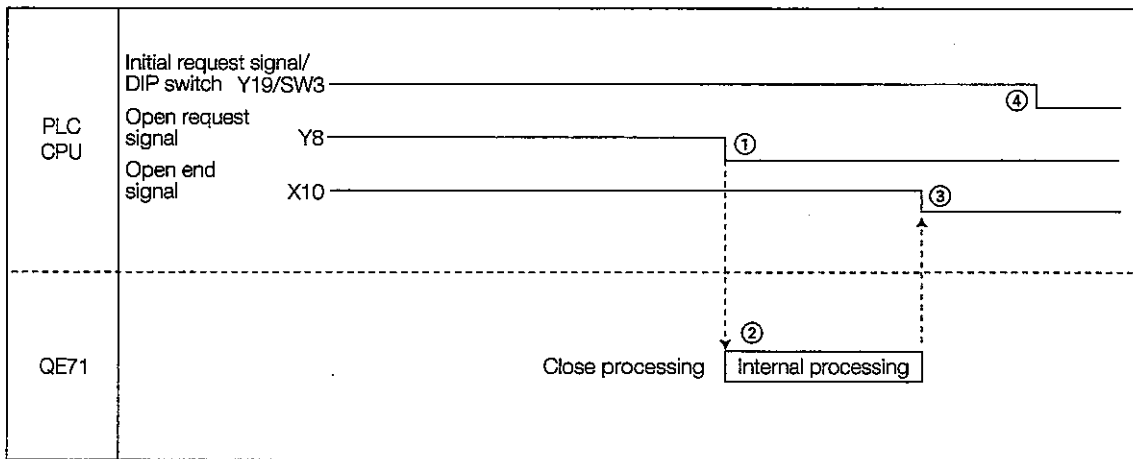 Initial request signal/
DIP switch Y19/SW3
④
PLC
CPU
Open request
signal Y8
①
Open end
signal X10
③
②
QE71
Close processing
Internal processing